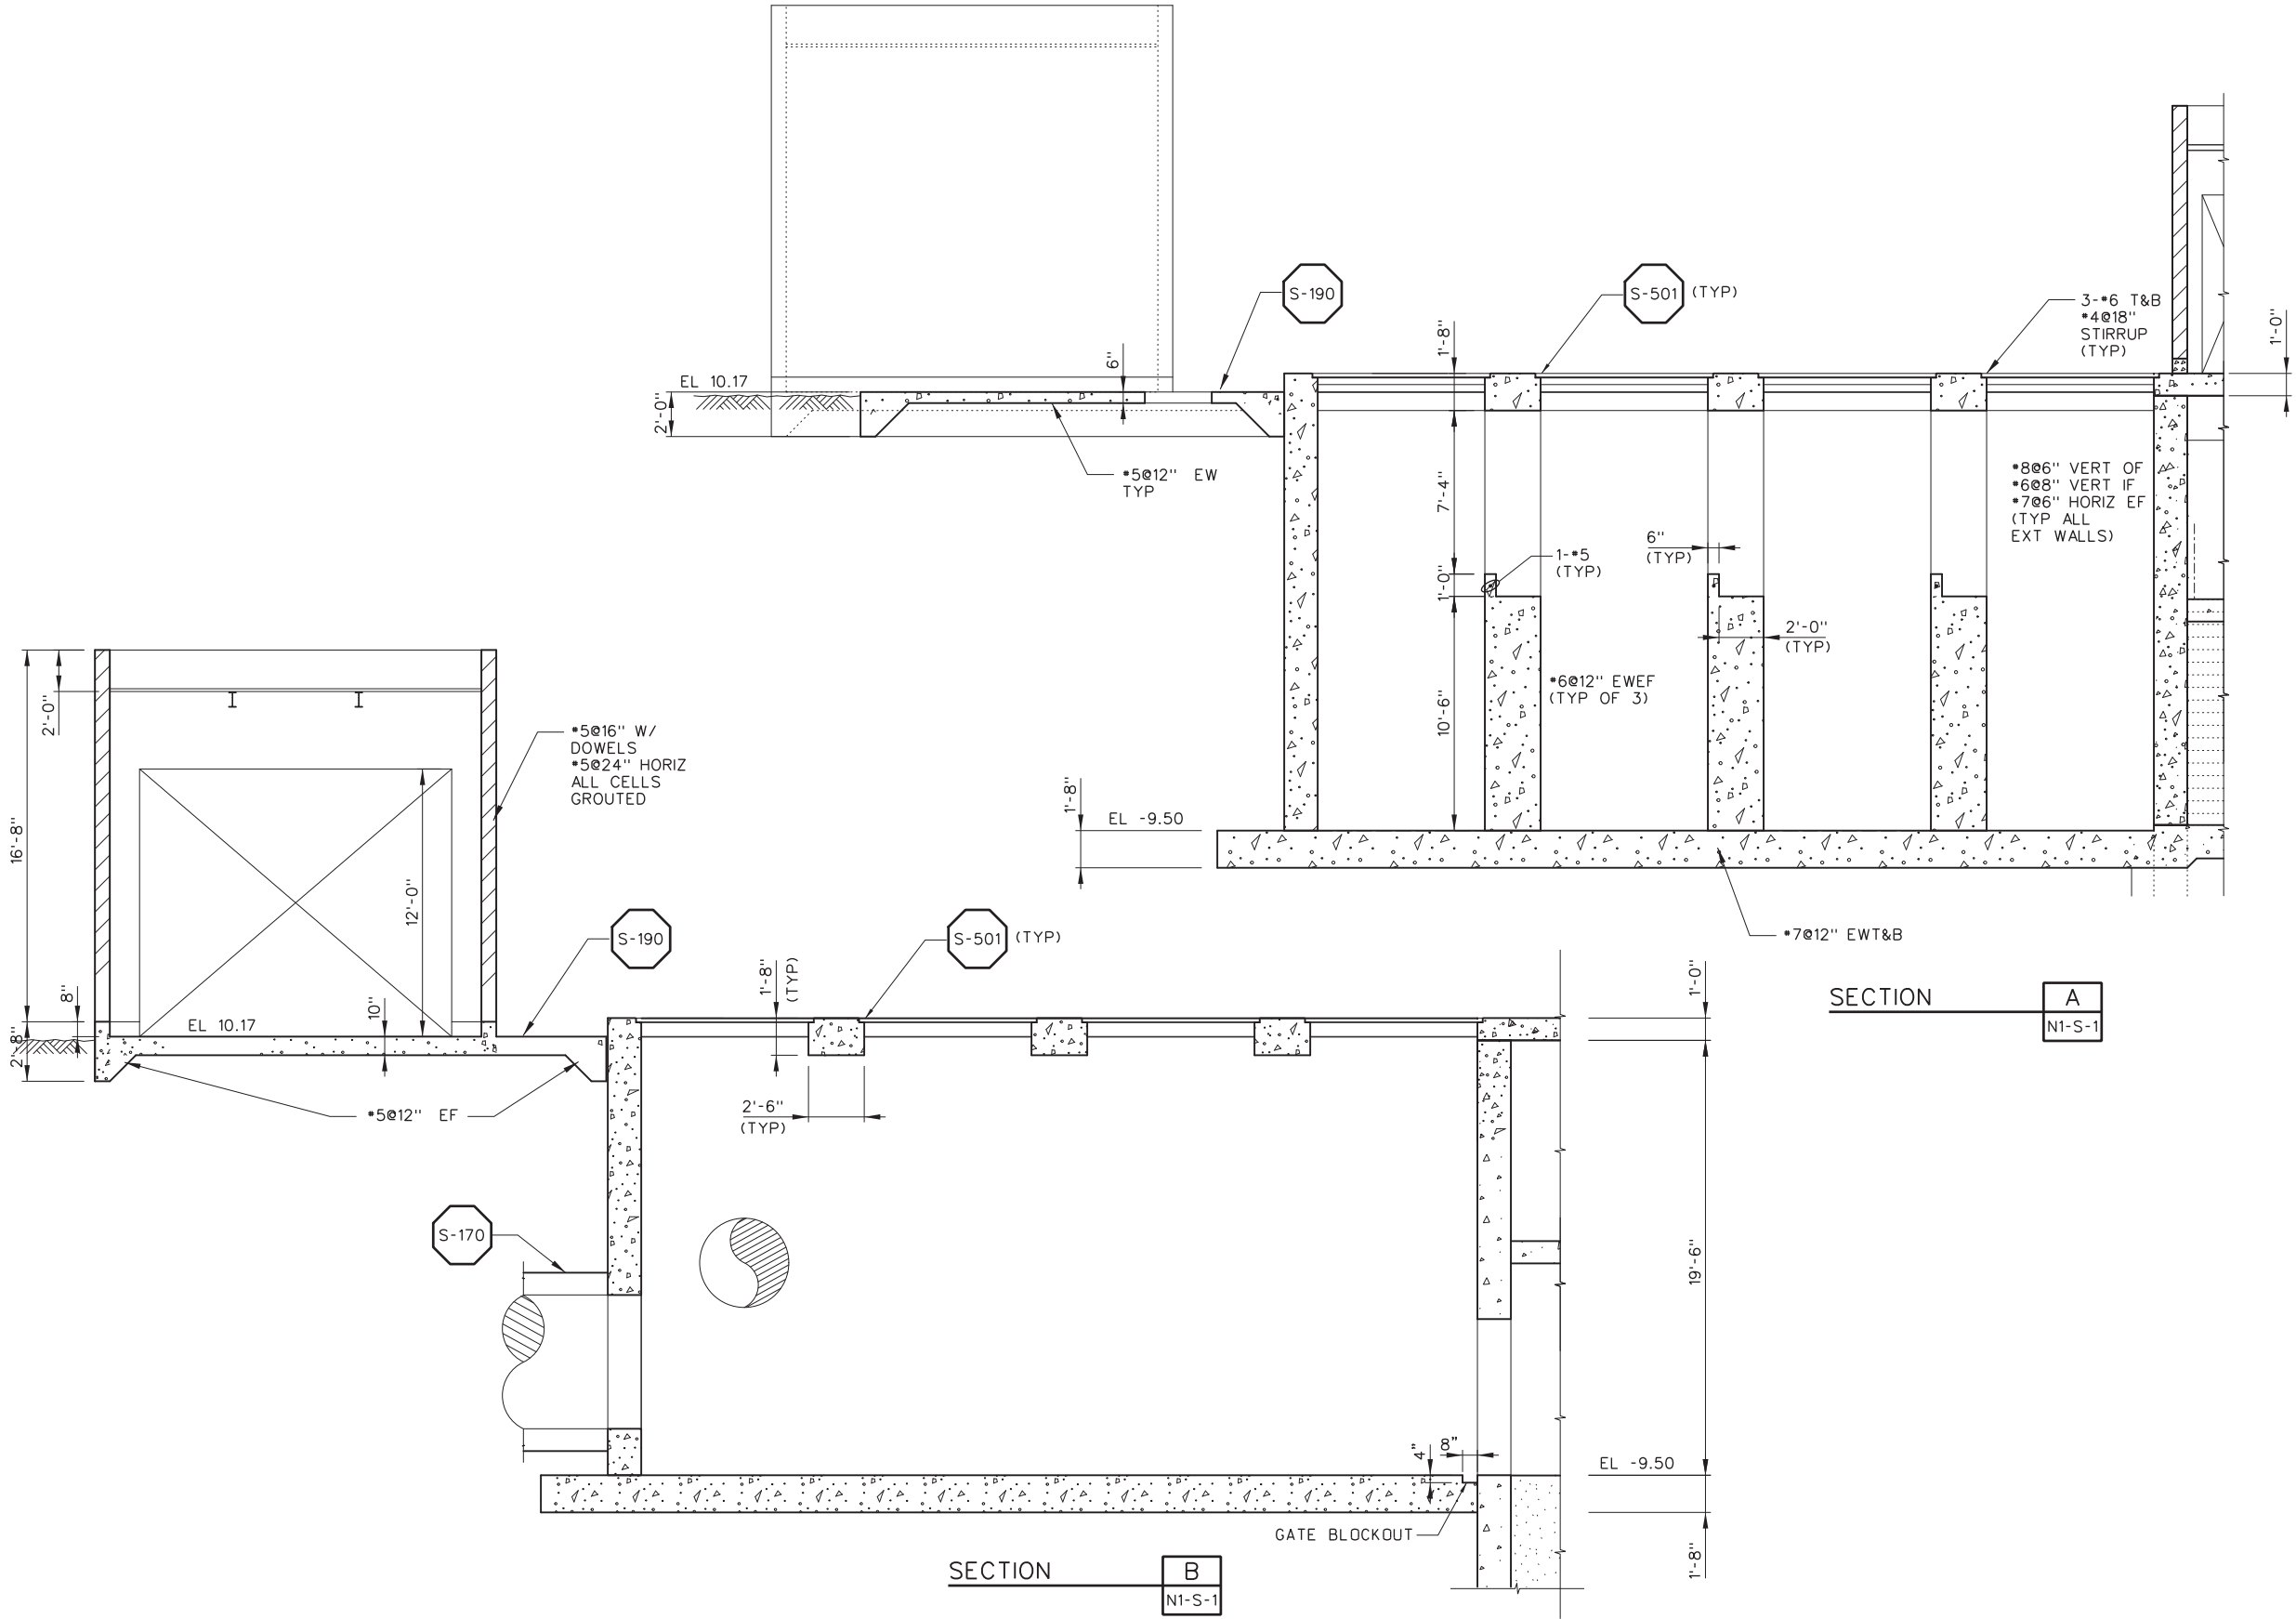 S-190
S-501
(TYP)
3-#6 T&B
#4@18"
STIRRUP
(TYP)
1'-8"
1'-0"
6"
EL 10.17
2'-0"
#5@12" EW
TYP
7'-4"
#8@6" VERT OF
#6@8" VERT IF
#7@6" HORIZ EF
(TYP ALL
EXT WALLS)
1-#5
(TYP)
6"
(TYP)
1'-0"
2'-0"
(TYP)
#6@12" EWEF
(TYP OF 3)
10'-6"
1'-8"
EL -9.50
#7@12" EWT&B
SECTION
A
N1-S-1
2'-0"
16'-8"
#5@16" W/
DOWELS
#5@24" HORIZ
ALL CELLS
GROUTED
12'-0"
8"
2'-8"
EL 10.17
10"
#5@12" EF
S-190
S-501
(TYP)
1'-8"
(TYP)
2'-6"
(TYP)
S-170
1'-0"
19'-6"
4"
8"
EL -9.50
1'-8"
GATE BLOCKOUT
SECTION
B
N1-S-1